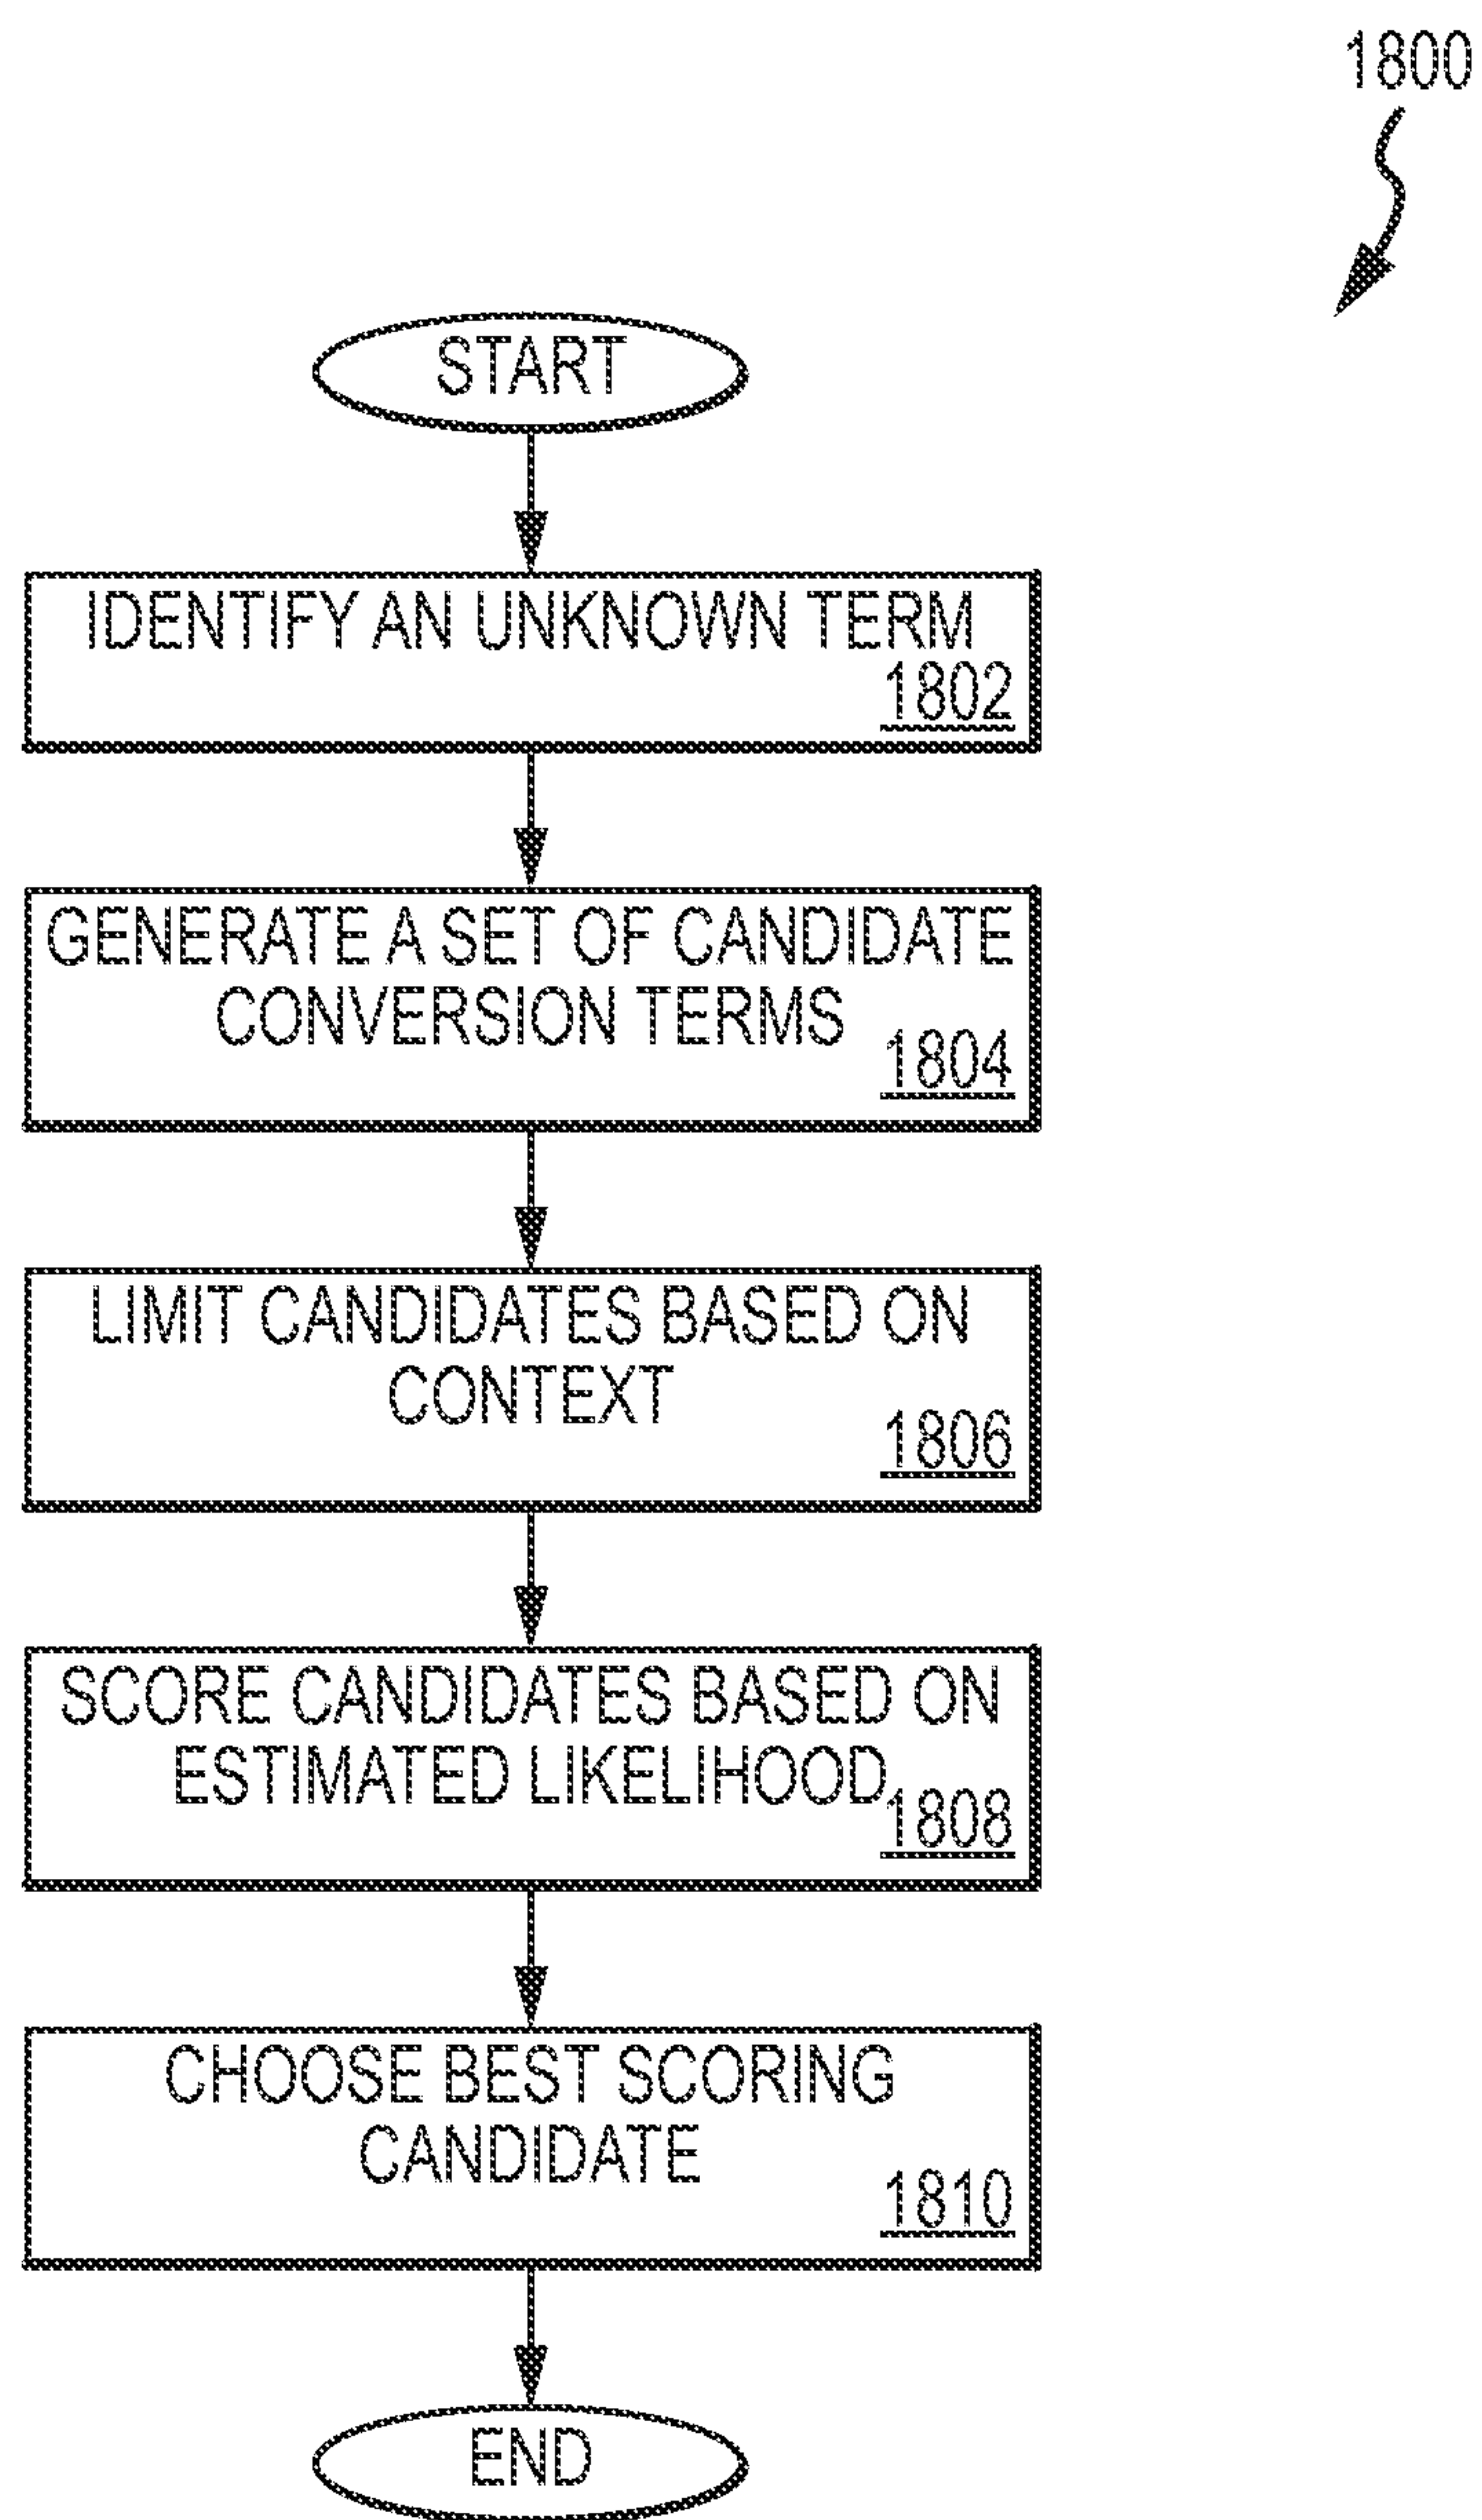 1800
START
IDENTIFY AN UNKNOWN TERM
1802
GENERATE A SET OF CANDIDATE
CONVERSION TERMS
1804
LIMIT CANDIDATES BASED ON
CONTEXT
1806
SCORE CANDIDATES BASED ON
ESTIMATED LIKELIHOOD
1808
CHOOSE BEST SCORING
CANDIDATE
1810
END